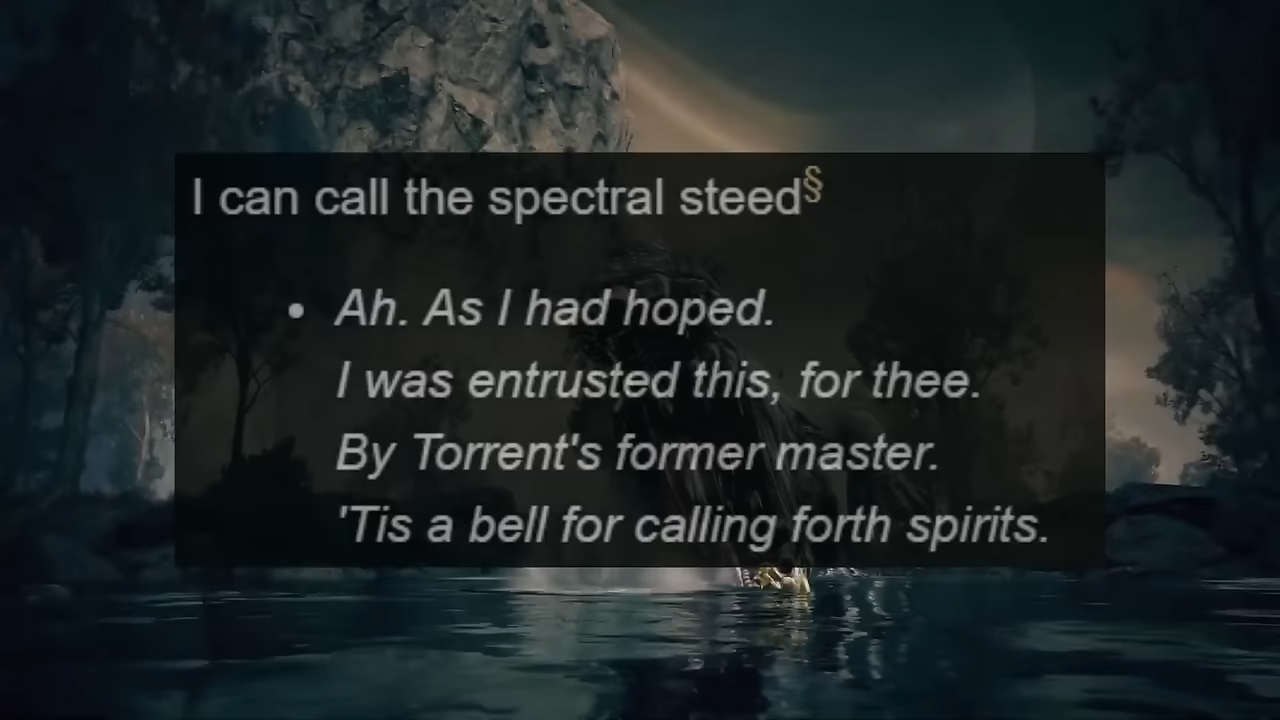 I can call the spectral steed§
• Ah. As I had hoped.
I was entrusted this, for thee.
By Torrent's former master.
'Tis a bell for calling forth spirits.